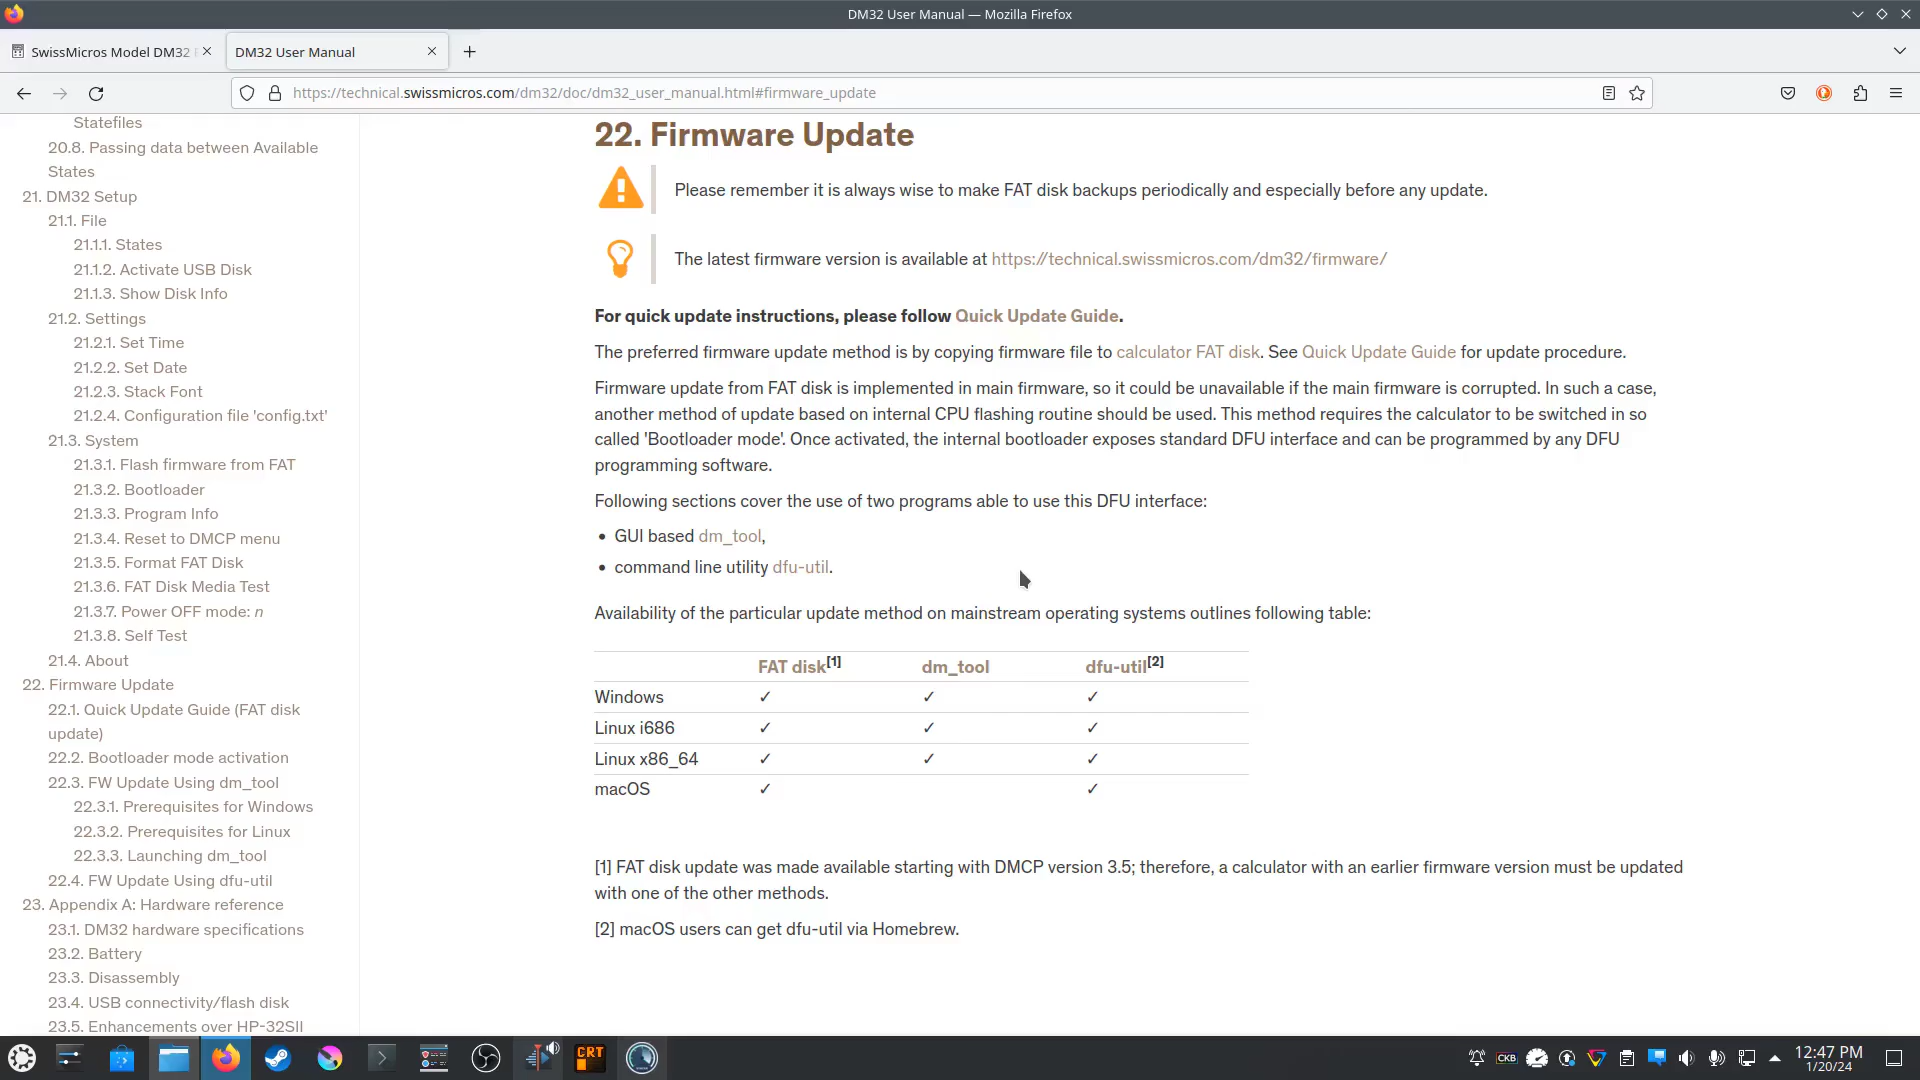 DM32 User Manual — Mozilla Firefox
SwissMicros Model DM32
DM32 User Manual
https://technical.swissmicros.com/dm32/doc/dm32_user_manual.html#firmware_update
Statefiles
20.8. Passing data between Available
States
21. DM32 Setup
21.1. File
21.1.1. States
21.1.2. Activate USB Disk
21.1.3. Show Disk Info
21.2. Settings
21.2.1. Set Time
21.2.2. Set Date
21.2.3. Stack Font
21.2.4. Configuration file 'config.txt'
21.3. System
21.3.1. Flash firmware from FAT
21.3.2. Bootloader
21.3.3. Program Info
21.3.4. Reset to DMCP menu
21.3.5. Format FAT Disk
21.3.6. FAT Disk Media Test
21.3.7. Power OFF mode: n
21.3.8. Self Test
21.4. About
22. Firmware Update
22.1. Quick Update Guide (FAT disk
update)
22.2. Bootloader mode activation
22.3. FW Update Using dm_tool
22.3.1. Prerequisites for Windows
22.3.2. Prerequisites for Linux
22.3.3. Launching dm_tool
22.4. FW Update Using dfu-util
23. Appendix A: Hardware reference
23.1. DM32 hardware specifications
23.2. Battery
23.3. Disassembly
23.4. USB connectivity/flash disk
23.5. Enhancements over HP-32SII
22. Firmware Update
Please remember it is always wise to make FAT disk backups periodically and especially before any update.
The latest firmware version is available at https://technical.swissmicros.com/dm32/firmware/
For quick update instructions, please follow Quick Update Guide.
The preferred firmware update method is by copying firmware file to calculator FAT disk. See Quick Update Guide for update procedure.
Firmware update from FAT disk is implemented in main firmware, so it could be unavailable if the main firmware is corrupted. In such a case,
another method of update based on internal CPU flashing routine should be used. This method requires the calculator to be switched in so
called 'Bootloader mode'. Once activated, the internal bootloader exposes standard DFU interface and can be programmed by any DFU
programming software.
Following sections cover the use of two programs able to use this DFU interface:
• GUI based dm_tool,
• command line utility dfu-util.
Availability of the particular update method on mainstream operating systems outlines following table:
FAT disk[1] dm_tool dfu-util[2]
Windows ✓ ✓ ✓
Linux i686 ✓ ✓ ✓
Linux x86_64 ✓ ✓ ✓
macOS ✓ ✓
[1] FAT disk update was made available starting with DMCP version 3.5; therefore, a calculator with an earlier firmware version must be updated
with one of the other methods.
[2] macOS users can get dfu-util via Homebrew.
CRT
CKB
12:47 PM
1/20/24